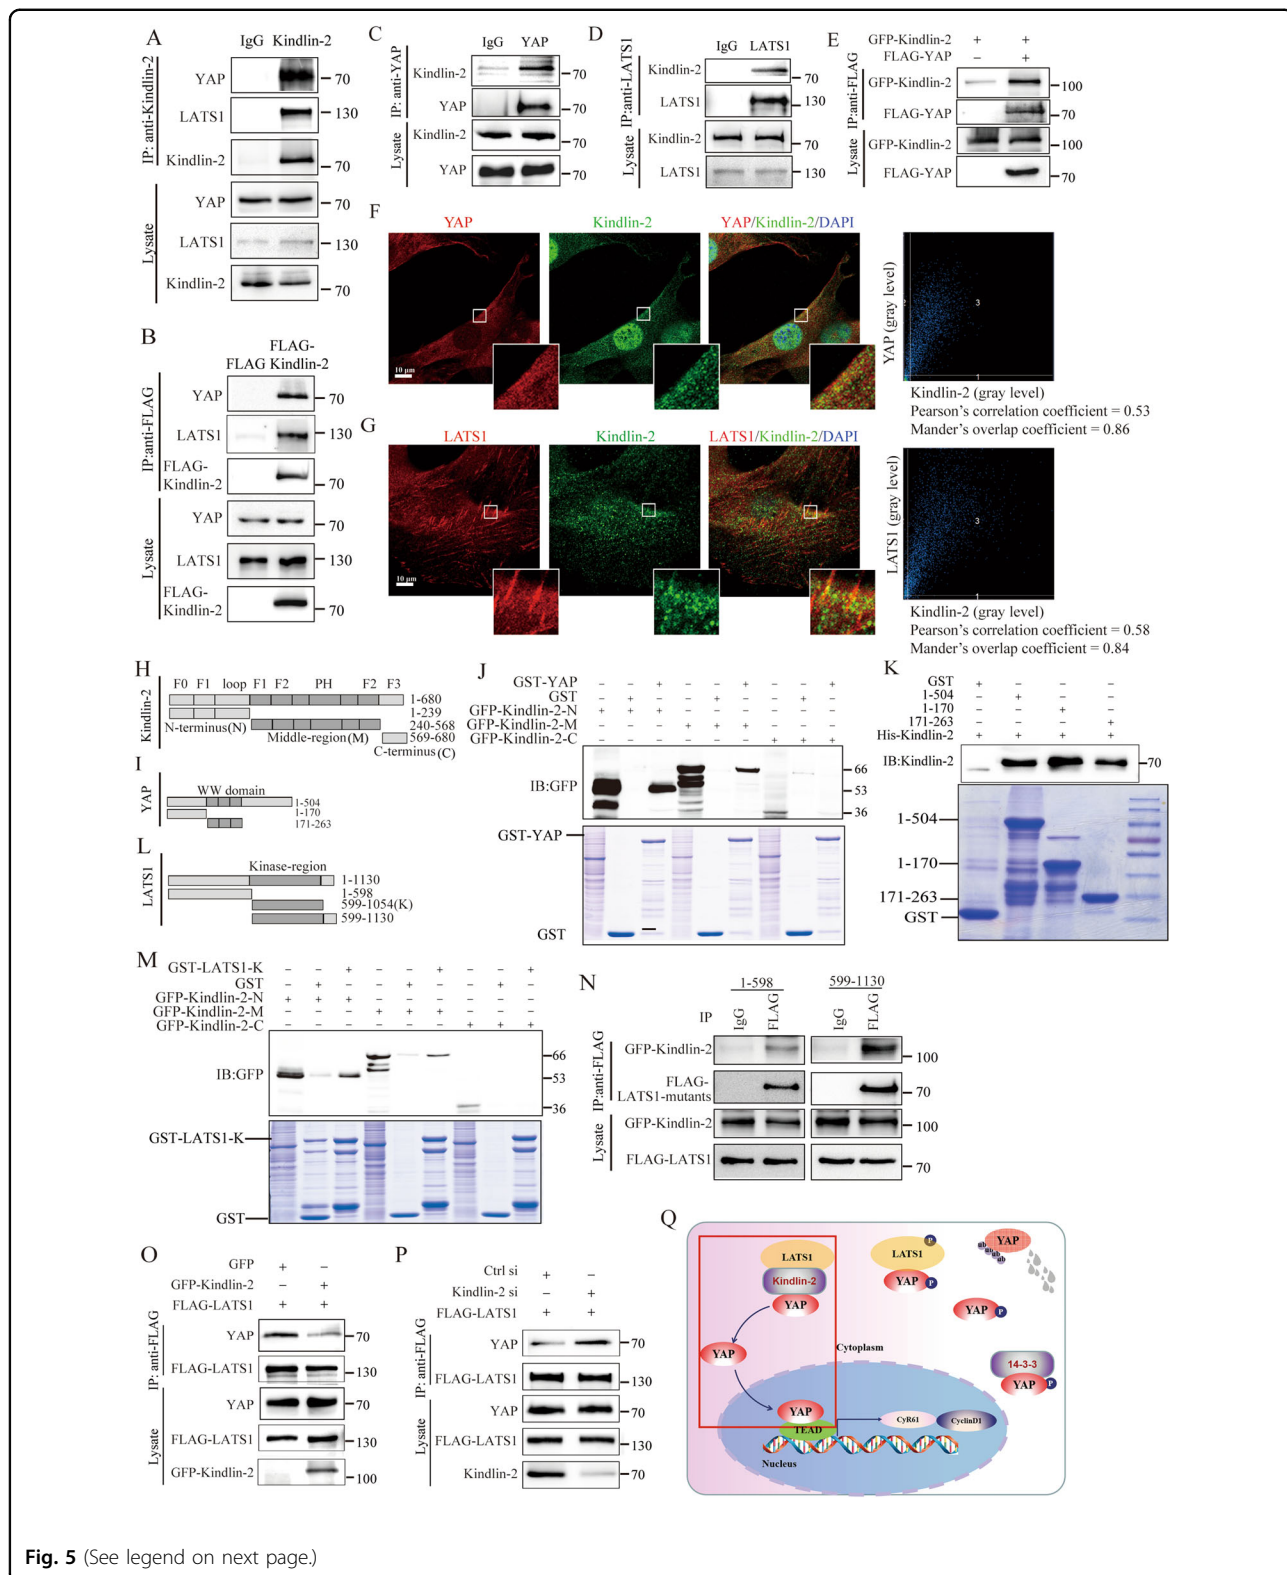 A
IgG Kindlin-2
IP: anti-Kindlin-2
YAP
70
LATS1
130
Kindlin-2
70
Lysate
YAP
70
LATS1
130
Kindlin-2
70
B
FLAG
FLAG-
Kindlin-2
IP:anti-FLAG
YAP
70
LATS1
130
FLAG-
Kindlin-2
70
Lysate
YAP
70
LATS1
130
FLAG-
Kindlin-2
70
C
IgG YAP
IP: anti-YAP
Kindlin-2
70
YAP
70
Lysate
Kindlin-2
70
YAP
70
D
IgG LATS1
IP:anti-LATS1
Kindlin-2
70
LATS1
130
Lysate
Kindlin-2
70
LATS1
130
E
GFP-Kindlin-2 + +
FLAG-YAP − +
IP:anti-FLAG
GFP-Kindlin-2
100
FLAG-YAP
70
Lysate
GFP-Kindlin-2
100
FLAG-YAP
70
F
YAP
Kindlin-2
YAP/Kindlin-2/DAPI
10 μm
YAP (gray level)
3
1
Kindlin-2 (gray level)
Pearson's correlation coefficient = 0.53
Mander's overlap coefficient = 0.86
G
LATS1
Kindlin-2
LATS1/Kindlin-2/DAPI
10 μm
LATS1 (gray level)
3
1
Kindlin-2 (gray level)
Pearson's correlation coefficient = 0.58
Mander's overlap coefficient = 0.84
H
F0 F1 loop F1 F2 PH F2 F3
Kindlin-2
1-680
1-239
240-568
569-680
N-terminus(N)
Middle-region(M)
C-terminus(C)
I
YAP
WW domain
1-504
1-170
171-263
J
GST-YAP − − + − − + − − +
GST − + − − + − − + −
GFP-Kindlin-2-N + + + − − − − − −
GFP-Kindlin-2-M − − − + + + − − −
GFP-Kindlin-2-C − − − − − − + + +
IB:GFP
66
53
36
GST-YAP
GST
K
GST + − − −
1-504 − + − −
1-170 − − + −
171-263 − − − +
His-Kindlin-2 + + + +
IB:Kindlin-2
70
1-504
1-170
171-263
GST
L
LATS1
Kinase-region
1-1130
1-598
599-1054(K)
599-1130
M
GST-LATS1-K − − + − − + − − +
GST − + − − + − − + −
GFP-Kindlin-2-N + + + − − − − − −
GFP-Kindlin-2-M − − − + + + − − −
GFP-Kindlin-2-C − − − − − − + + +
IB:GFP
66
53
36
GST-LATS1-K
GST
N
1-598
599-1130
IP
IgG
FLAG
IgG
FLAG
IP:anti-FLAG
GFP-Kindlin-2
100
FLAG-
LATS1-mutants
70
Lysate
GFP-Kindlin-2
100
FLAG-LATS1
70
O
GFP + −
GFP-Kindlin-2 − +
FLAG-LATS1 + +
IP: anti-FLAG
YAP
70
FLAG-LATS1
130
Lysate
YAP
70
FLAG-LATS1
130
GFP-Kindlin-2
100
P
Ctrl si + −
Kindlin-2 si − +
FLAG-LATS1 + +
IP: anti-FLAG
YAP
70
FLAG-LATS1
130
Lysate
YAP
70
FLAG-LATS1
130
Kindlin-2
70
Q
LATS1
Kindlin-2
YAP
YAP
YAP
TEAD
LATS1
P
YAP
P
YAP
ub
ub
ub
ub
YAP
P
14-3-3
YAP
P
Cytoplasm
CyR61
CyclinD1
Nucleus
Fig. 5 (See legend on next page.)